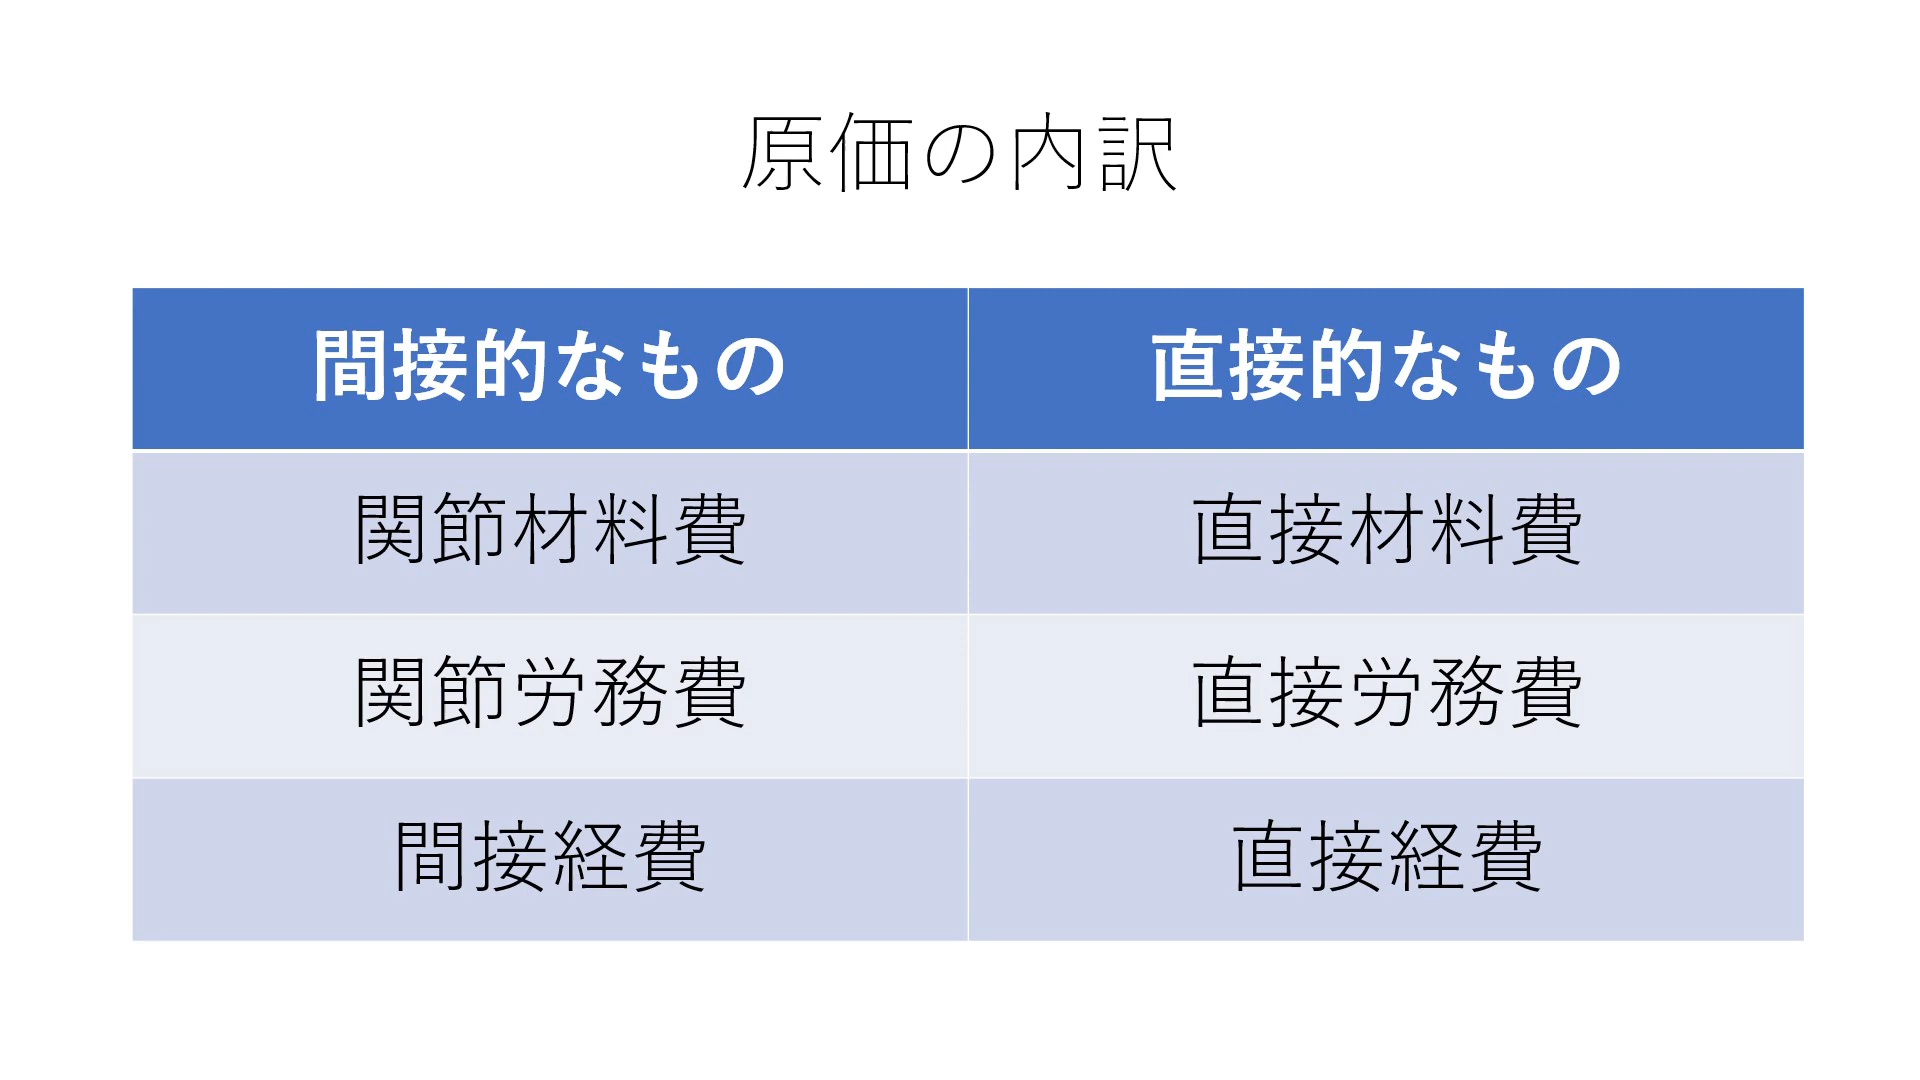 原価の内訳
間接的なもの 直接的なもの
関節材料費 直接材料費
関節労務費 直接労務費
間接経費 直接経費